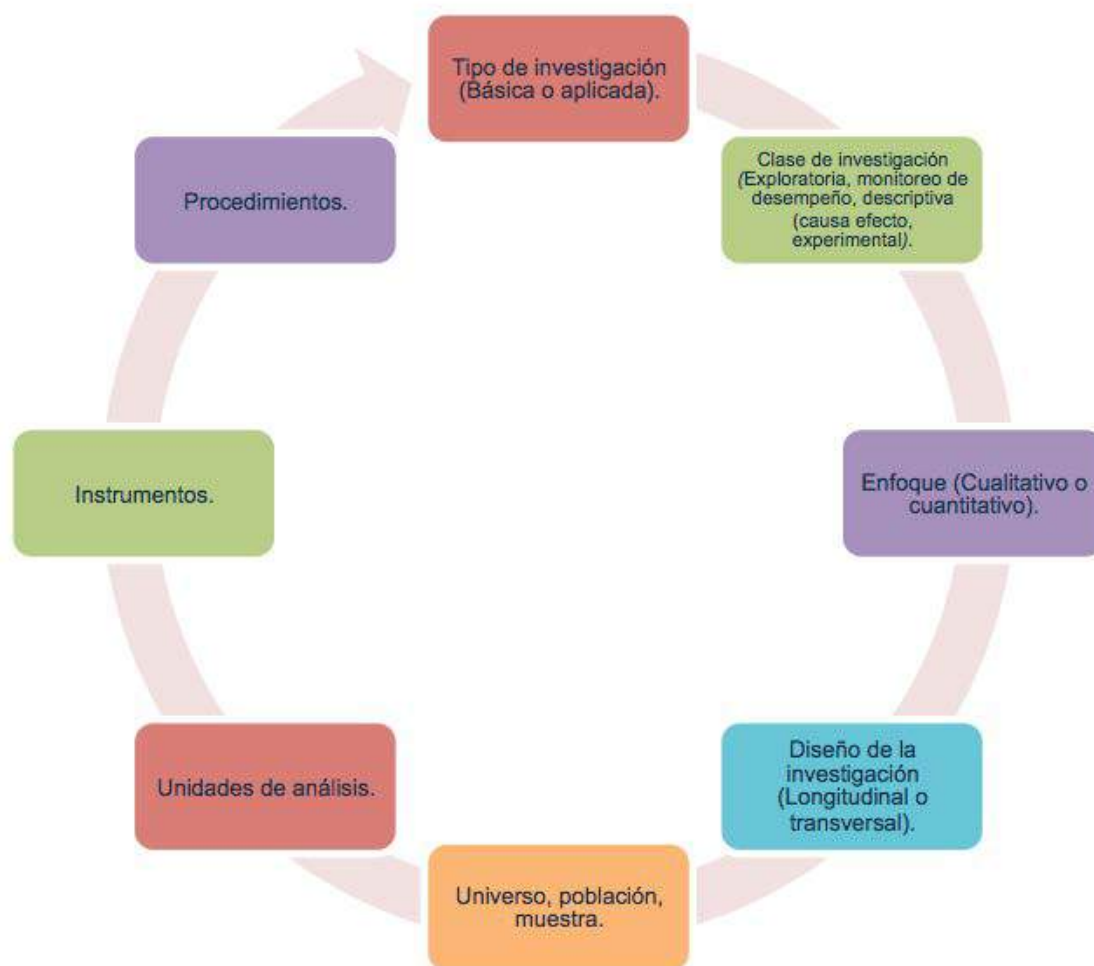 Tipo de investigación
(Básica o aplicada).
Clase de investigación
(Exploratoria, monitoreo de
desempeño, descriptiva
(causa efecto,
experimental).
Enfoque (Cualitativo o
cuantitativo).
Diseño de la
investigación
(Longitudinal o
transversal).
Universo, población,
muestra.
Unidades de análisis.
Instrumentos.
Procedimientos.